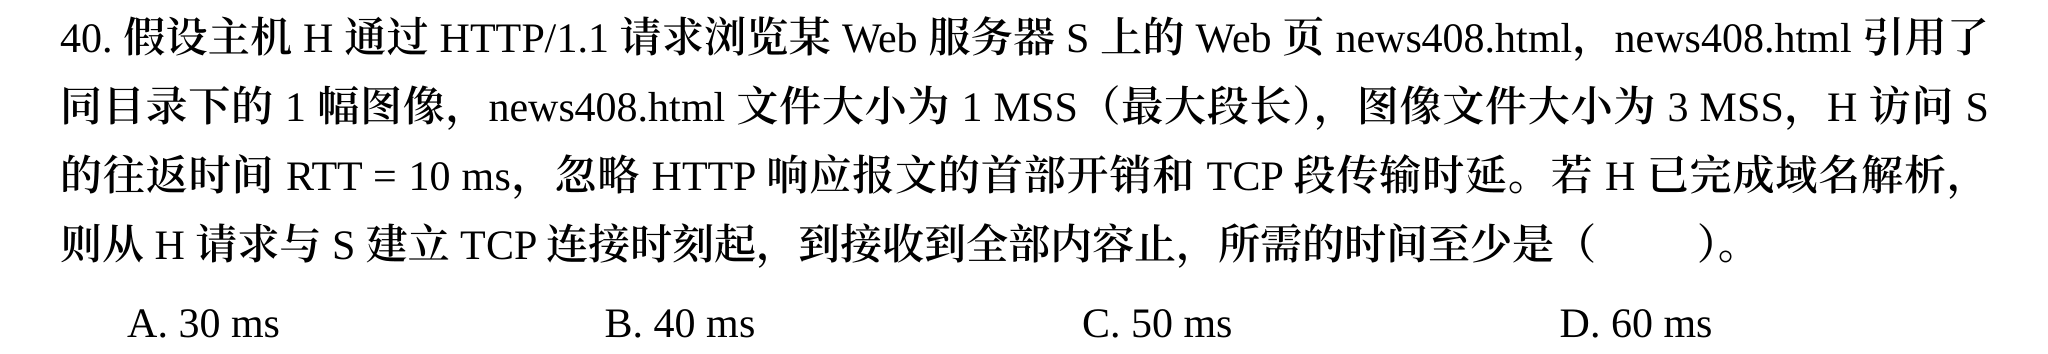 40. 假设主机 H 通过 HTTP/1.1 请求浏览某 Web 服务器 S 上的 Web 页 news408.html，news408.html 引用了
同目录下的 1 幅图像，news408.html 文件大小为 1 MSS（最大段长），图像文件大小为 3 MSS，H 访问 S
的往返时间 RTT = 10 ms，忽略 HTTP 响应报文的首部开销和 TCP 段传输时延。若 H 已完成域名解析，
则从 H 请求与 S 建立 TCP 连接时刻起，到接收到全部内容止，所需的时间至少是（ ）。
A. 30 ms B. 40 ms C. 50 ms D. 60 ms